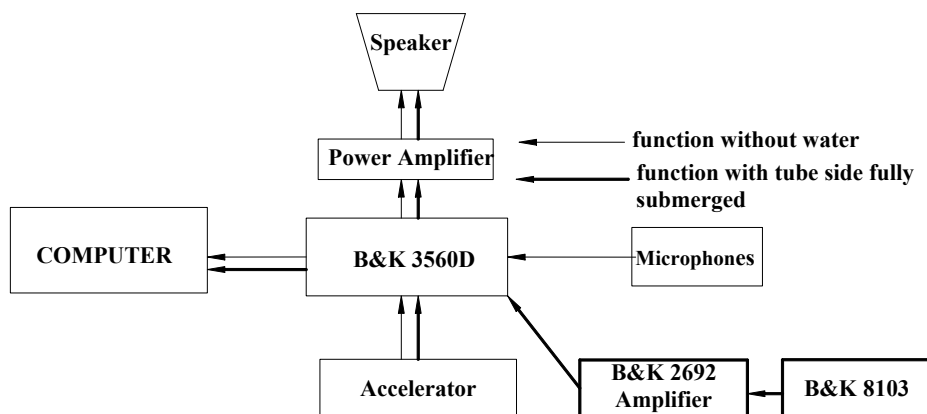 Speaker
Power Amplifier
function without water
function with tube side fully
submerged
COMPUTER
B&K 3560D
Microphones
Accelerator
B&K 2692
Amplifier
B&K 8103